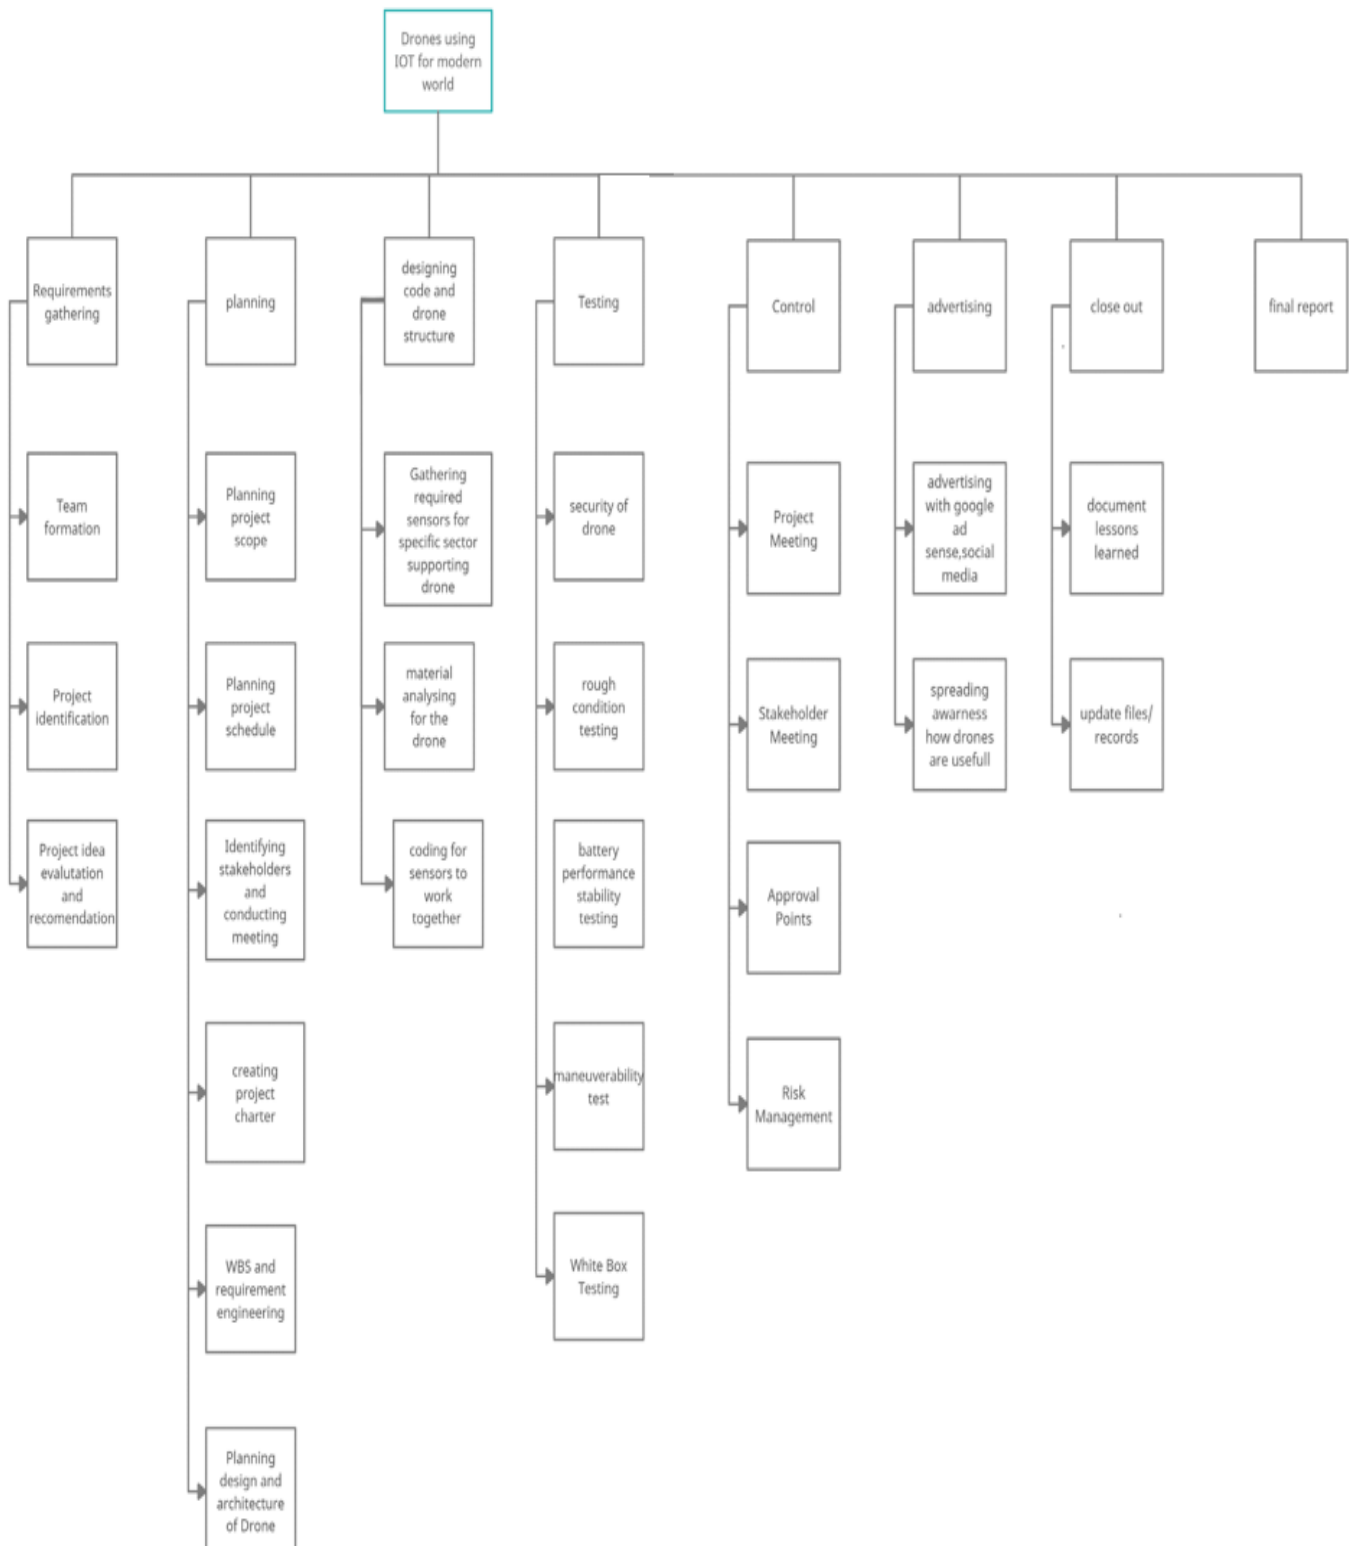 Drones using
IOT for modern
world
Requirements
gathering
planning
designing
code and
drone
structure
Testing
Control
advertising
close out
final report
Team
formation
Planning
project
scope
Gathering
required
sensors for
specific sector
supporting
drone
security of
drone
Project
Meeting
advertising
with google
ad
sense,social
media
document
lessons
learned
Project
identification
Planning
project
schedule
material
analysing
for the
drone
rough
condition
testing
Stakeholder
Meeting
spreading
awarness
how drones
are usefull
update files/
records
Project idea
evalutation
and
recomendation
Identifying
stakeholders
and
conducting
meeting
coding for
sensors to
work
together
battery
performance
stability
testing
Approval
Points
creating
project
charter
maneuverability
test
Risk
Management
WBS and
requirement
engineering
White Box
Testing
Planning
design and
architecture
of Drone